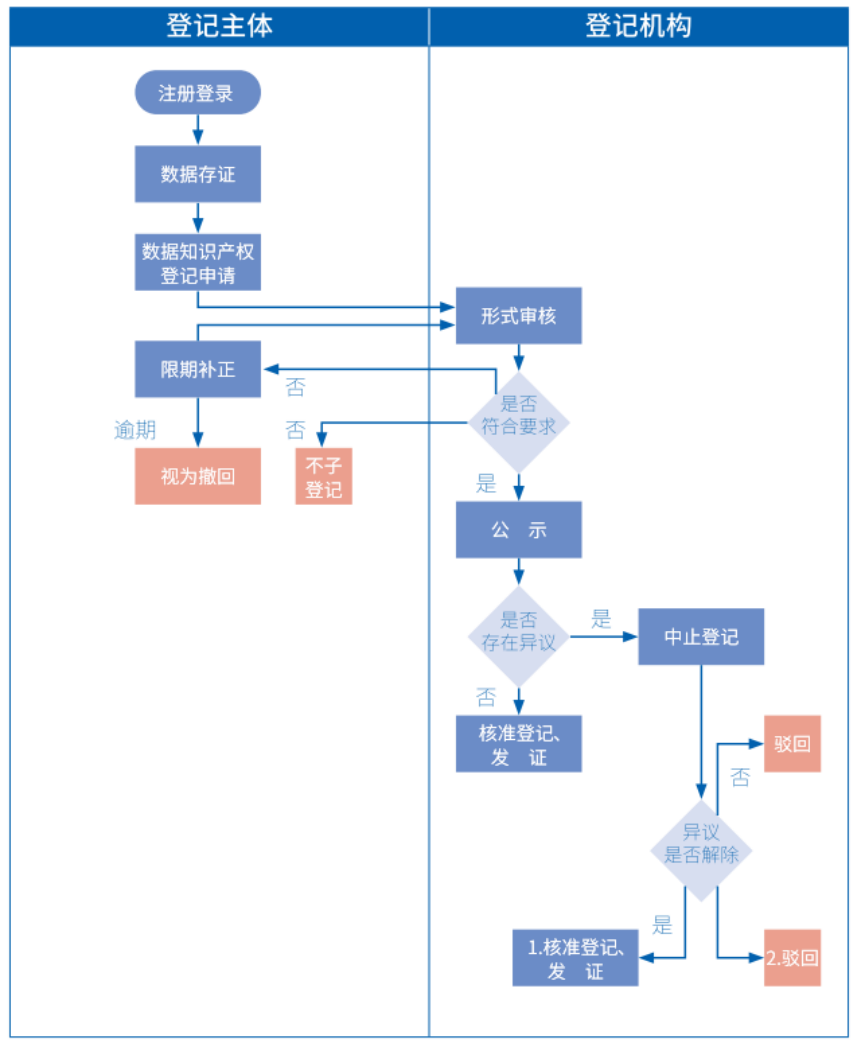 登记主体
登记机构
注册登录
数据存证
数据知识产权
登记申请
形式审核
限期补正
否
是否
符合要求
逾期
否
视为撤回
不子
登记
是
公 示
是否
存在异议
是
中止登记
否
核准登记、
发 证
驳回
否
异议
是否解除
是
1.核准登记、
发 证
2.驳回